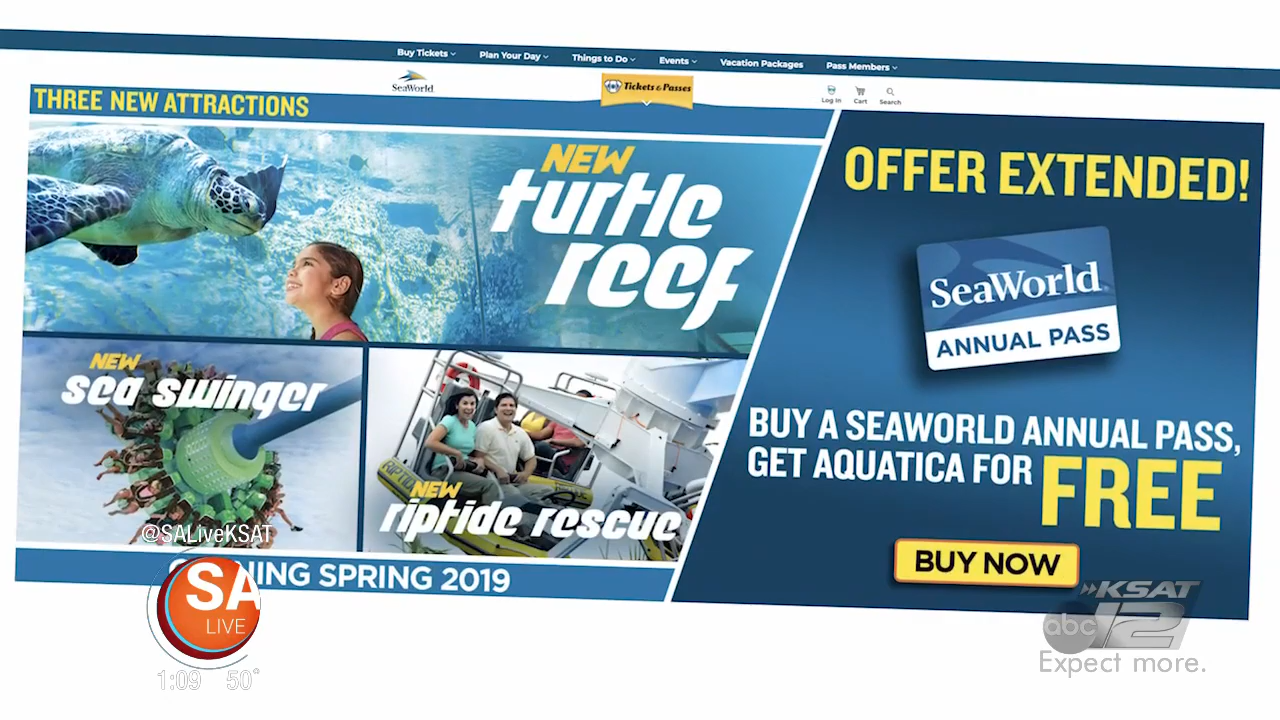 Buy Tickets
Plan Your Day
Things to Do
Events
Vacation Packages
Pass Members
SeaWorld
Tickets & Passes
Log In
Cart
Search
THREE NEW ATTRACTIONS
NEW
turtle
reef
NEW
sea swinger
NEW
riptide rescue
OFFER EXTENDED!
SeaWorld
ANNUAL PASS
BUY A SEAWORLD ANNUAL PASS,
GET AQUATICA FOR FREE
BUY NOW
@SALiveKSAT
NING SPRING 2019
SA
LIVE
1:09 50°
KSAT
abc 12
Expect more.